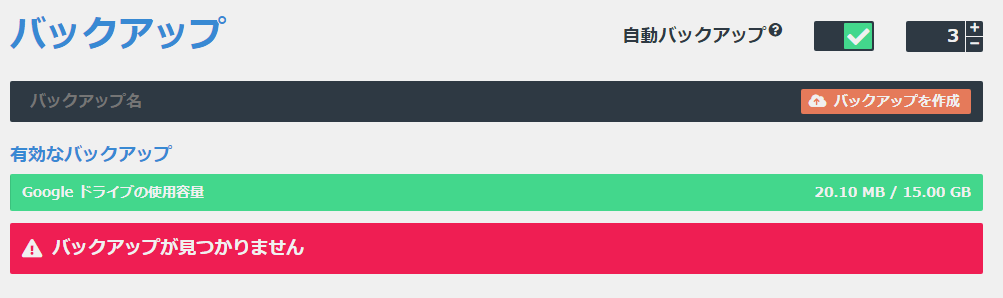 バックアップ
自動バックアップ ? 3 + −
バックアップ名 バックアップを作成
有効なバックアップ
Google ドライブの使用容量 20.10 MB / 15.00 GB
バックアップが見つかりません